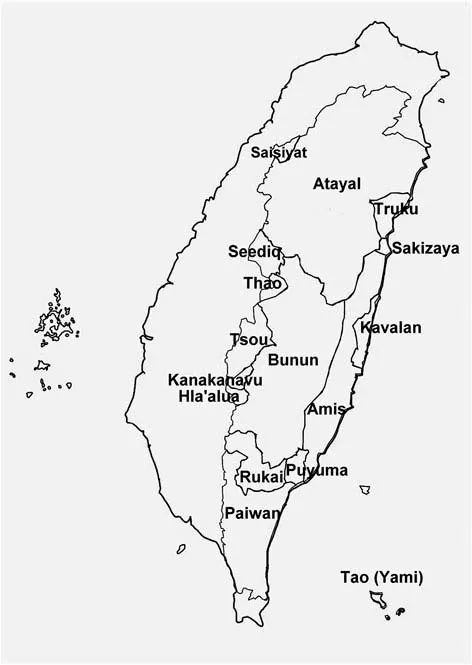 Saisiyat
Atayal
Truku
Seediq
Sakizaya
Thao
Kavalan
Tsou
Bunun
Kanakanavu
Hla'alua
Amis
Rukai
Puyuma
Paiwan
Tao (Yami)